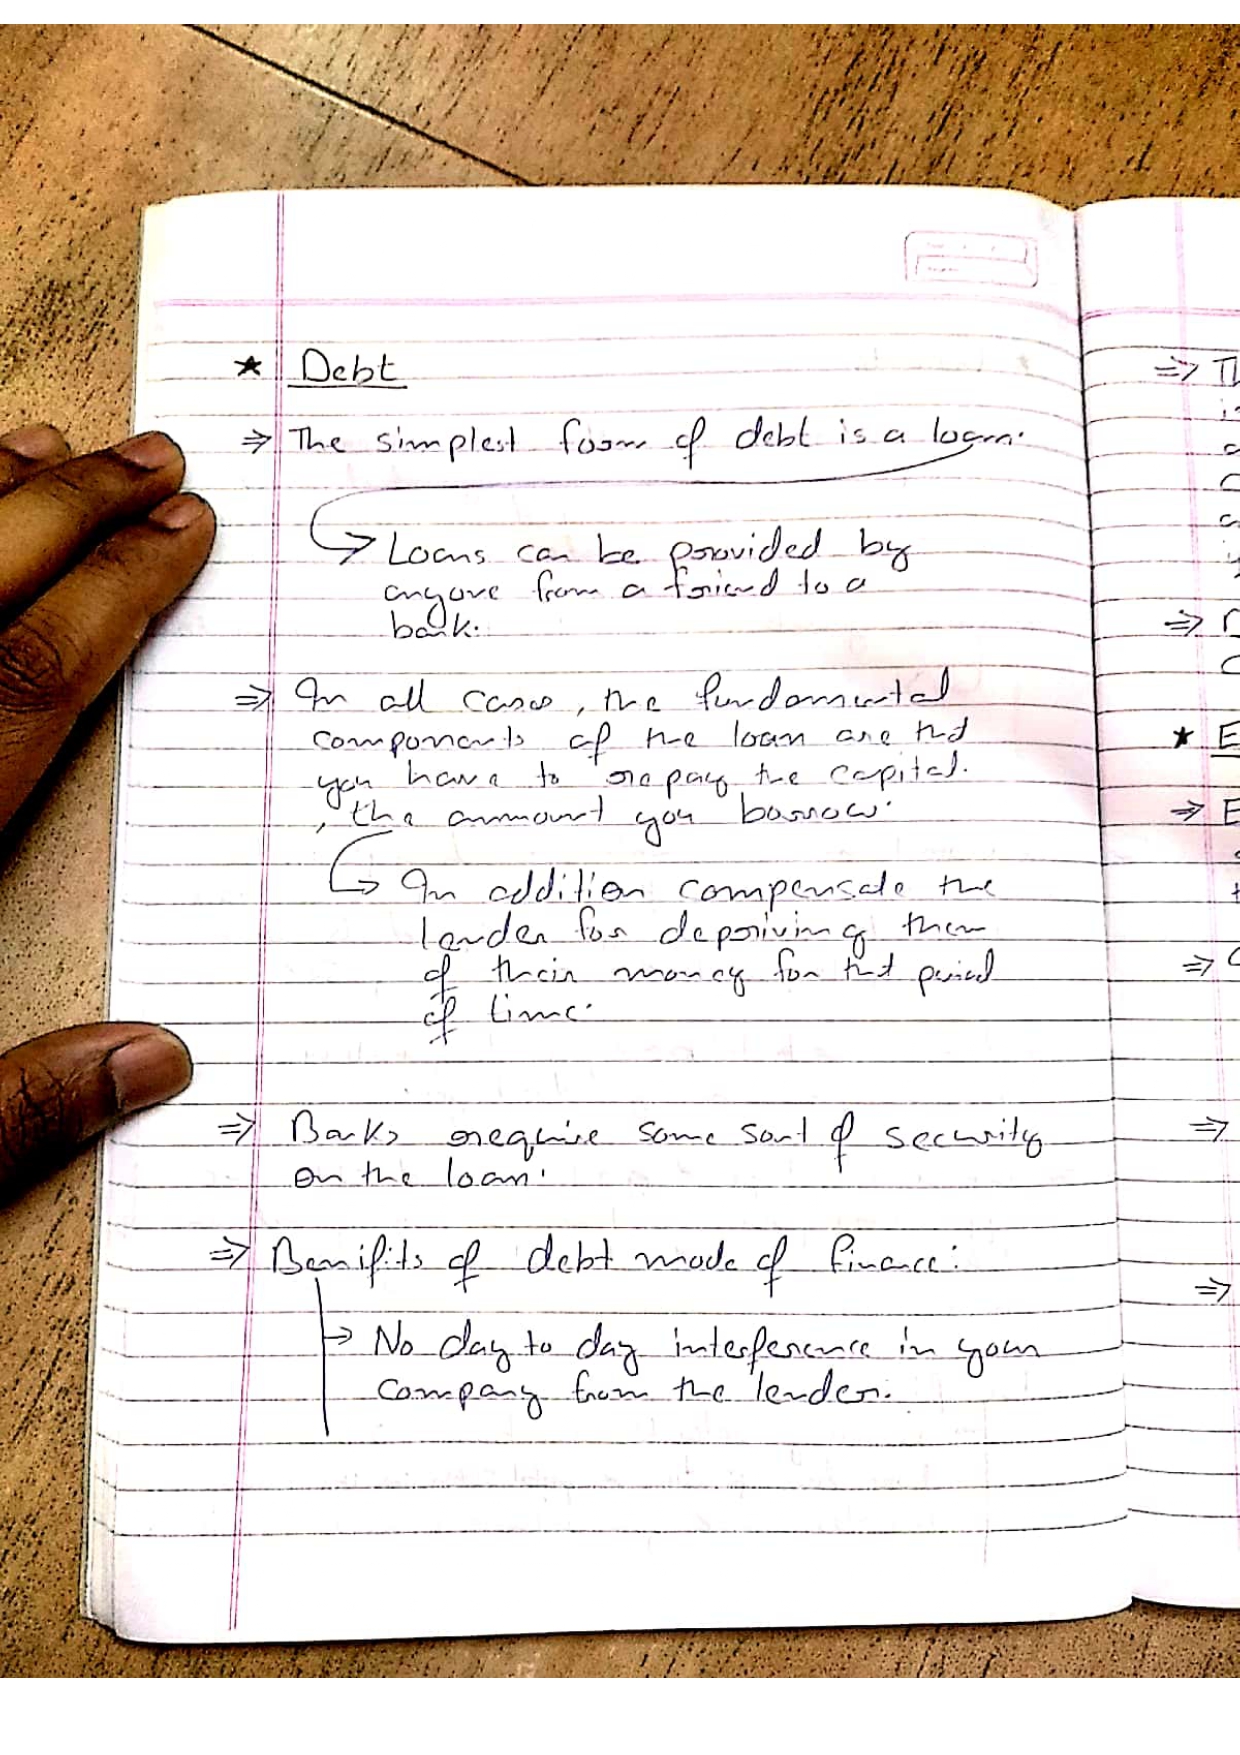 ★ Debt
⇒ The simplest form of debt is a loan.
↳ Loans can be provided by
anyone from a friend to a
bank.
⇒ In all cases, the fundamental
components of the loan are that
you have to repay the capital.
, the ammount you borrow.
↳ In addition compensate the
lender for depriving them
of their money for that period
of time.
⇒ Banks require some sort of security
on the loan.
⇒ Benifits of debt mode of finance:
→ No day to day interference in your
company from the lender.
⇒ Th
⇒
★ E
⇒ E
⇒
⇒
⇒